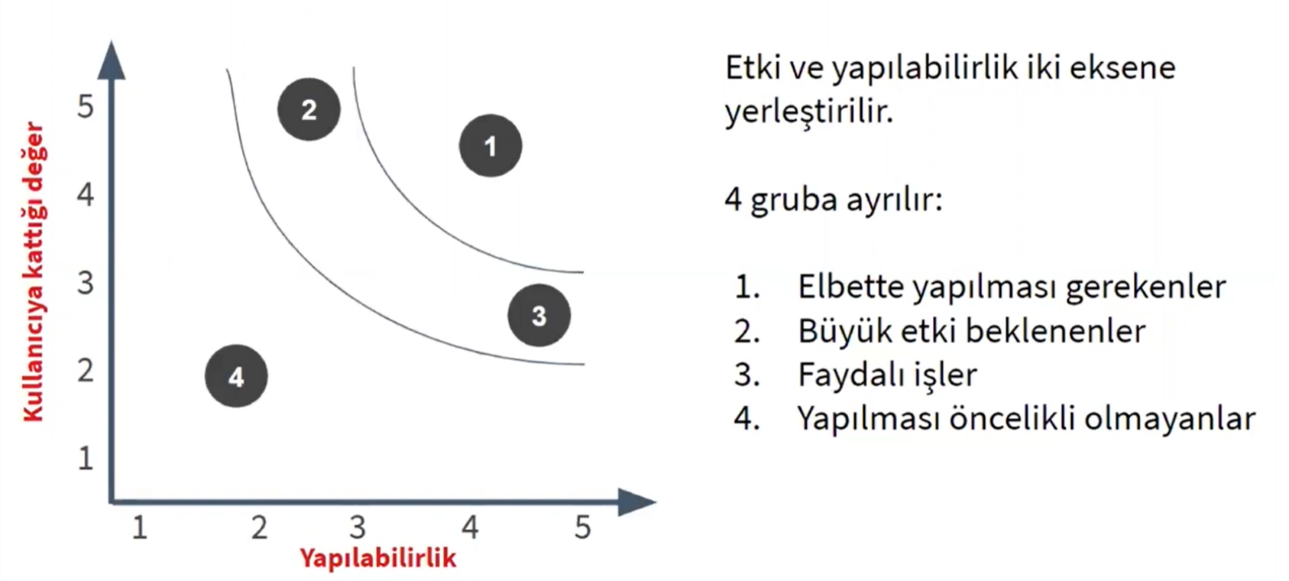 Kullanıcıya kattığı değer
5
4
3
2
1
2
1
3
4
1 2 3 4 5
Yapılabilirlik
Etki ve yapılabilirlik iki eksene
yerleştirilir.
4 gruba ayrılır:
1. Elbette yapılması gerekenler
2. Büyük etki beklenenler
3. Faydalı işler
4. Yapılması öncelikli olmayanlar